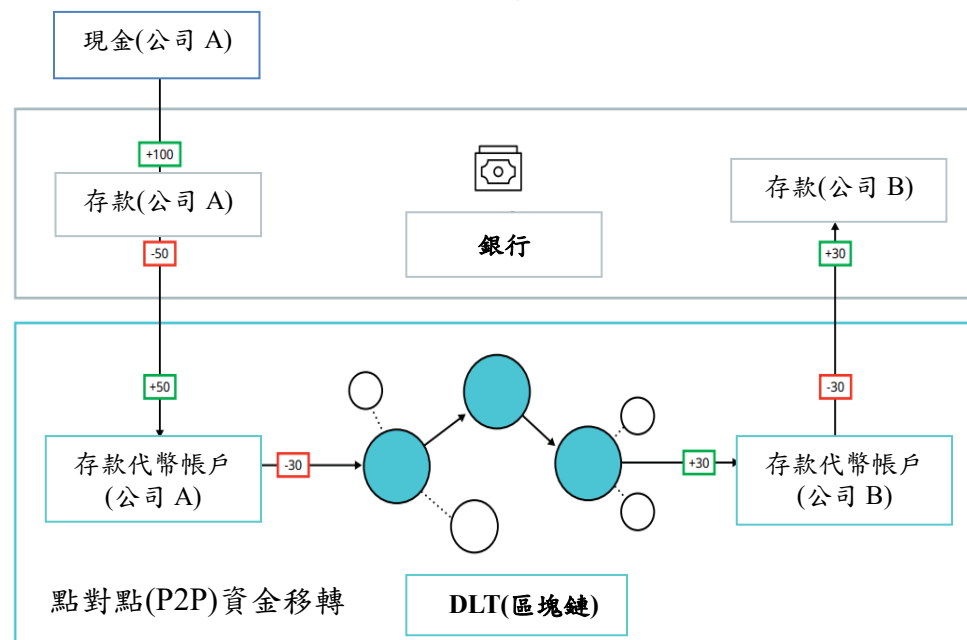 現金(公司 A)
+100
存款(公司 A)
存款(公司 B)
銀行
-50
+30
+50
-30
存款代幣帳戶
(公司 A)
-30
+30
存款代幣帳戶
(公司 B)
點對點(P2P)資金移轉
DLT(區塊鏈)